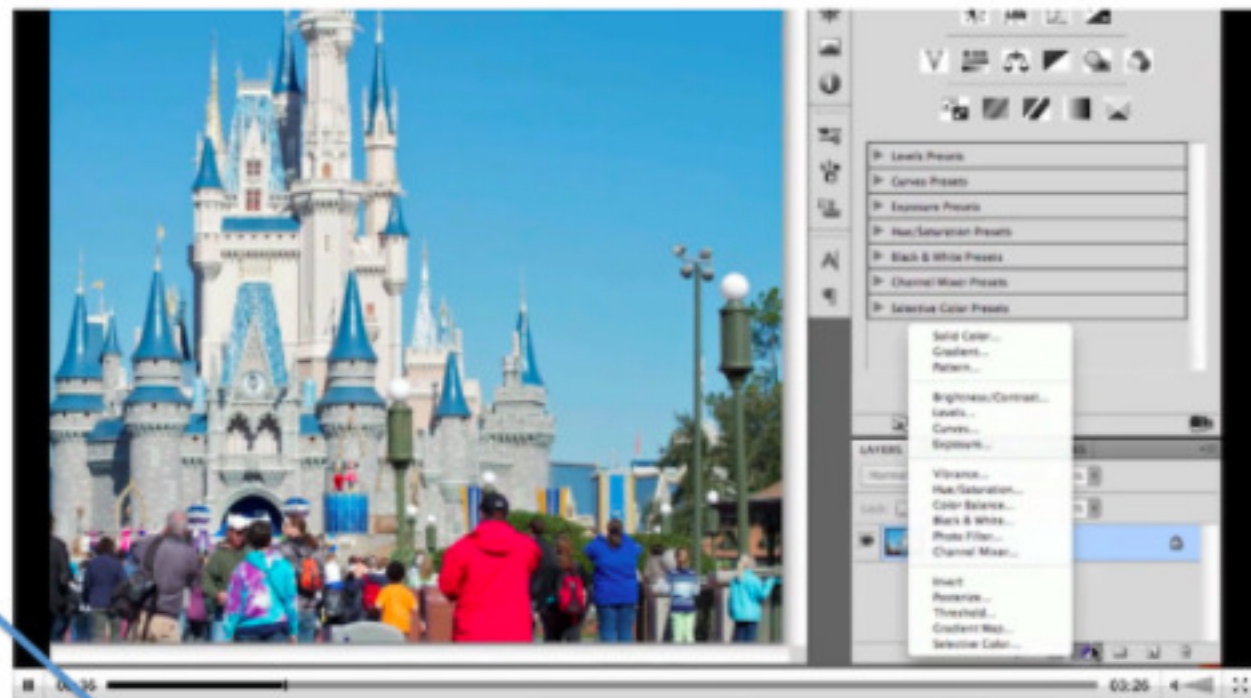 Levels Presets
Curves Presets
Exposure Presets
Hue/Saturation Presets
Black & White Presets
Channel Mixer Presets
Selective Color Presets
Solid Color...
Gradient...
Pattern...
Brightness/Contrast...
Levels...
Curves...
Exposure...
LAYERS
Vibrance...
Hue/Saturation...
Color Balance...
Black & White...
Photo Filter...
Channel Mixer...
Invert
Posterize...
Threshold...
Gradient Map...
Selective Color...
03:26